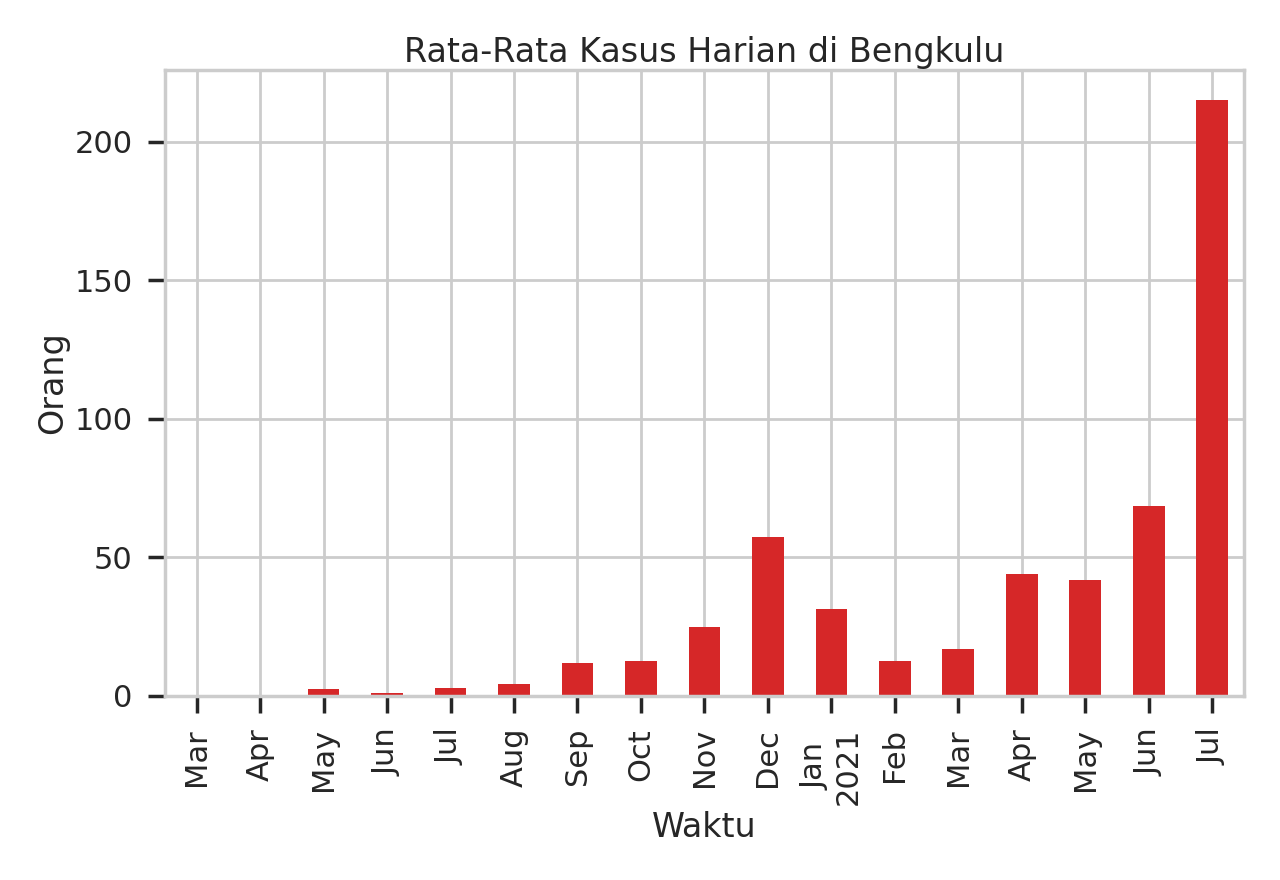 Rata-Rata Kasus Harian di Bengkulu
Orang
200
150
100
50
0
Mar
Apr
May
Jun
Jul
Aug
Sep
Oct
Nov
Dec
Jan
2021
Feb
Mar
Apr
May
Jun
Jul
Waktu